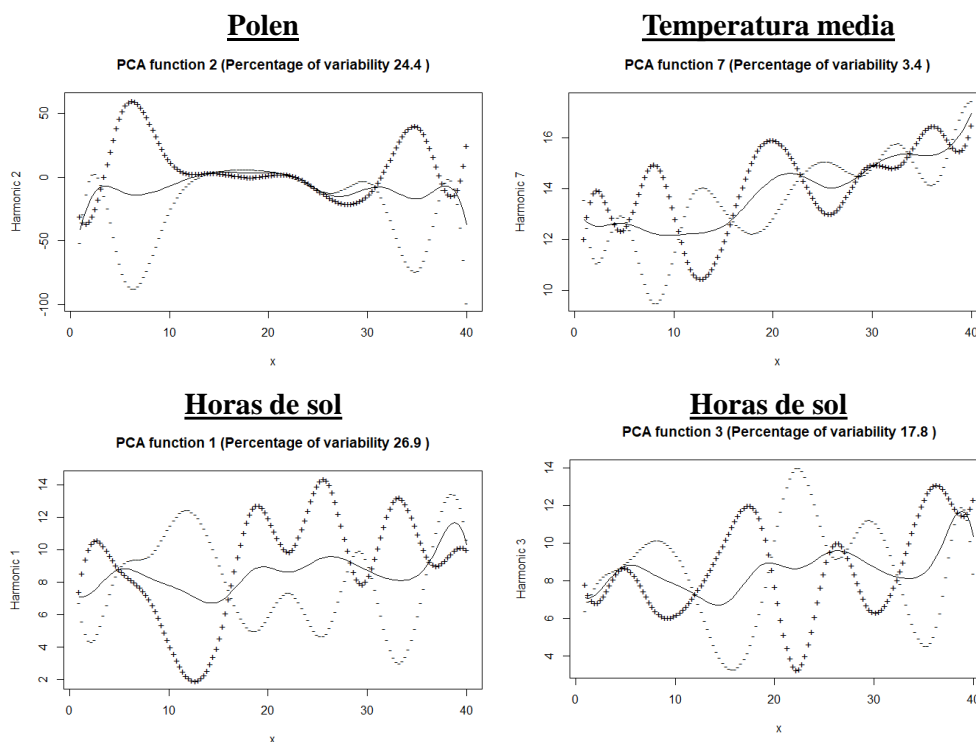 Polen
PCA function 2 (Percentage of variability 24.4 )
Harmonic 2
50
0
-50
-100
0 10 20 30 40
x
Temperatura media
PCA function 7 (Percentage of variability 3.4 )
Harmonic 7
16
14
12
10
0 10 20 30 40
x
Horas de sol
PCA function 1 (Percentage of variability 26.9 )
Harmonic 1
14
12
10
8
6
4
2
0 10 20 30 40
x
Horas de sol
PCA function 3 (Percentage of variability 17.8 )
Harmonic 3
14
12
10
8
6
4
0 10 20 30 40
x